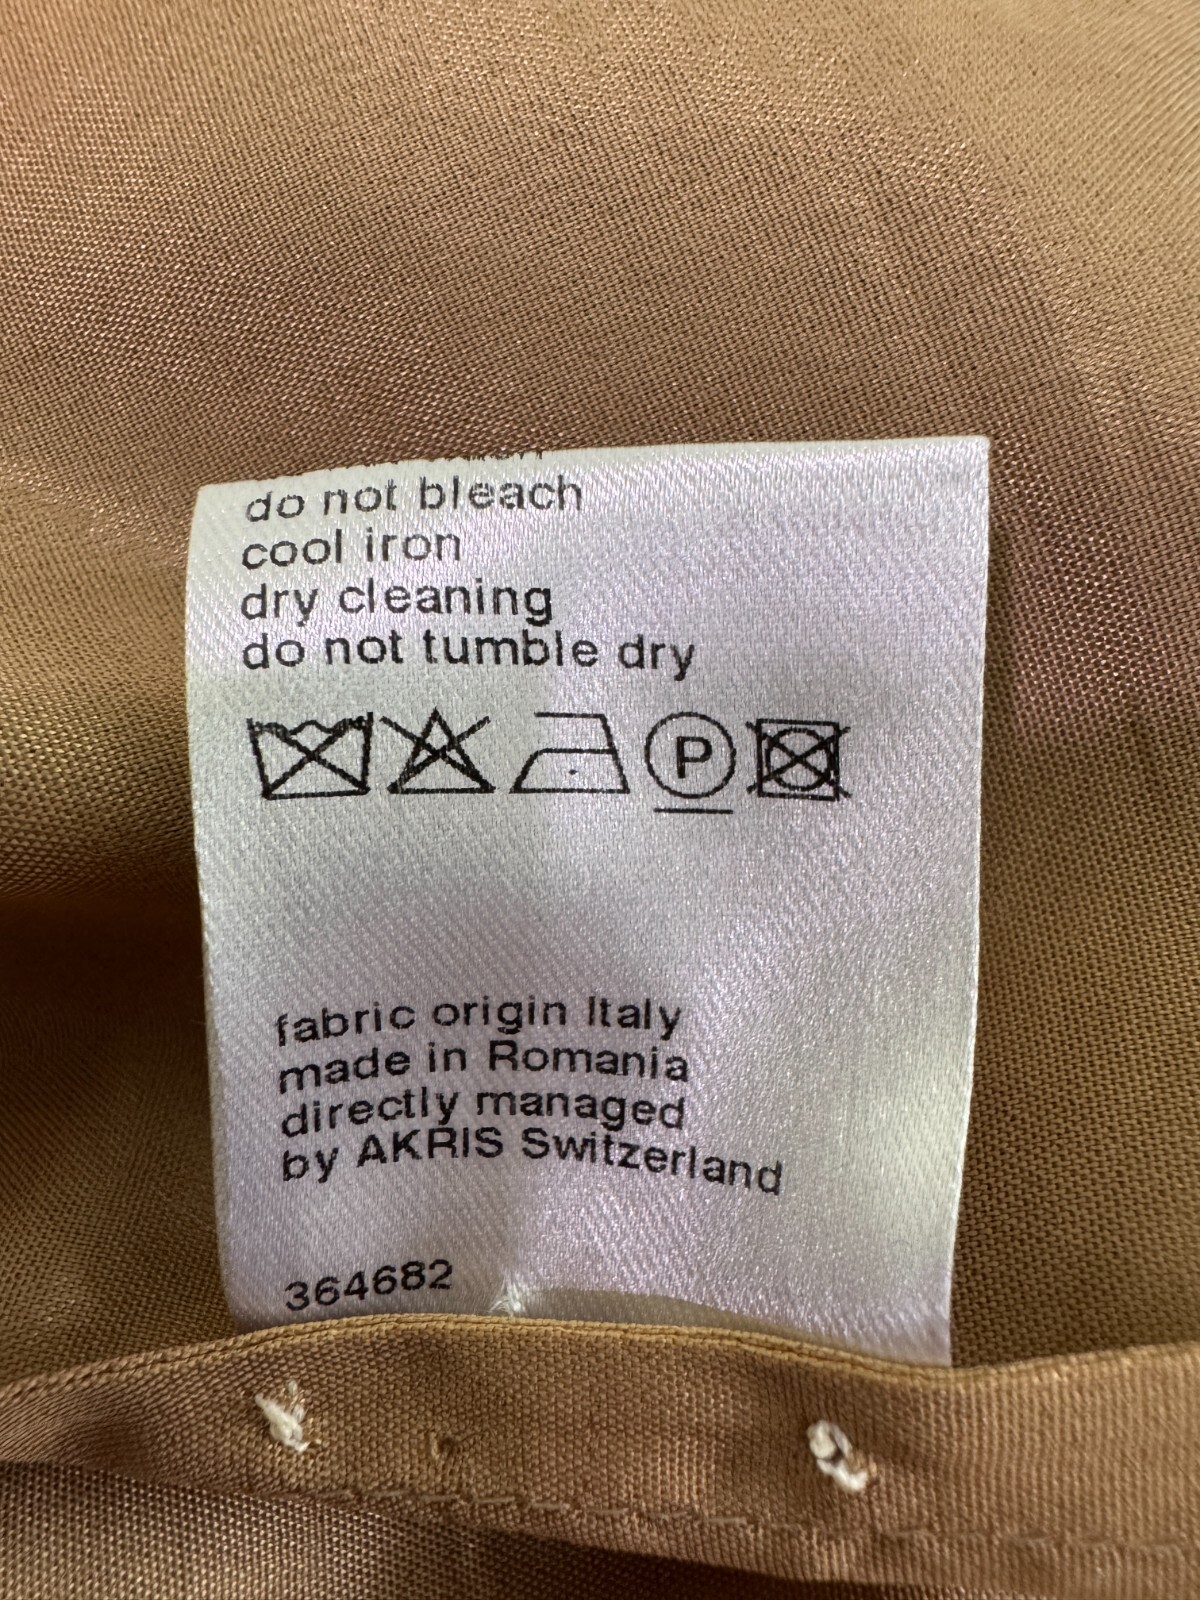 do not bleach
cool iron
dry cleaning
do not tumble dry
P
fabric origin Italy
made in Romania
directly managed
by AKRIS Switzerland
364682